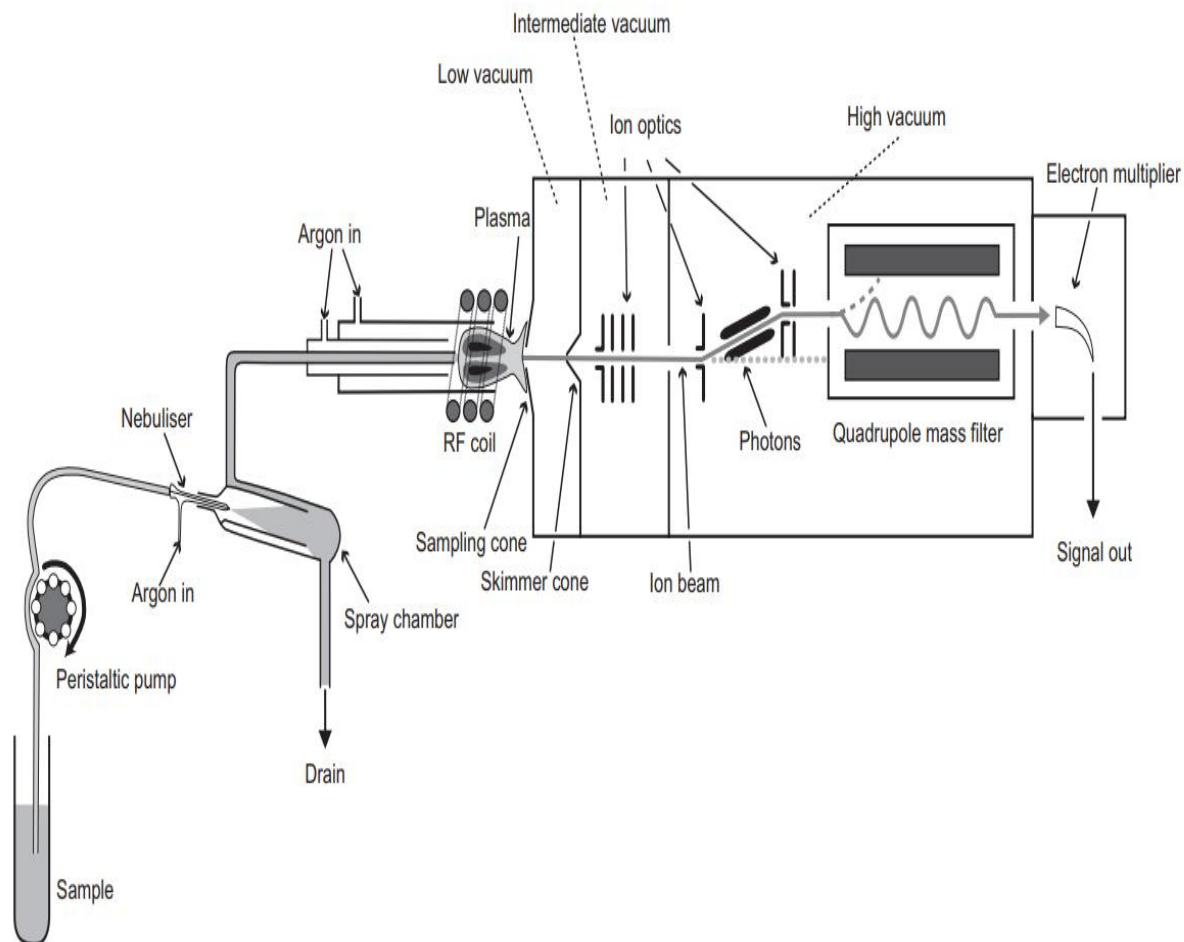 Intermediate vacuum
Low vacuum
Ion optics
High vacuum
Electron multiplier
Plasma
Argon in
Nebuliser
RF coil
Photons
Quadrupole mass filter
Sampling cone
Skimmer cone
Ion beam
Signal out
Argon in
Spray chamber
Peristaltic pump
Drain
Sample